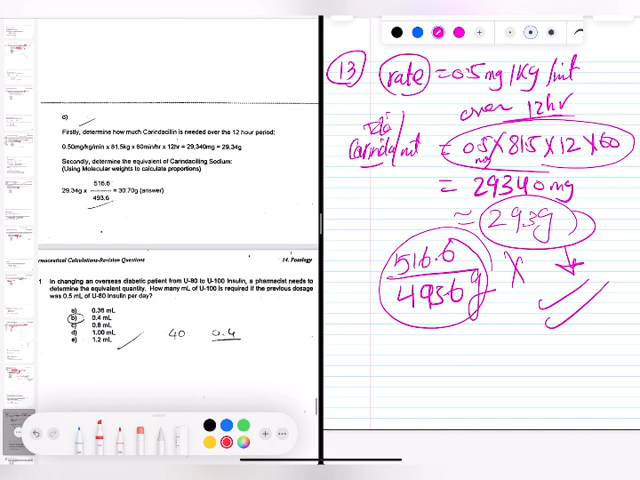 d)
Firstly, determine how much Carindacillin is needed over the 12 hour period:
0.50mg/kg/min x 81.5kg x 60min/hr x 12hr = 29,340mg = 29.34g
Secondly, determine the equivalent of Carindacilling Sodium:
(Using Molecular weights to calculate proportions)
29.34g x 516.6 = 30.70g (answer)
493.6
rmaceutical Calculations-Revision Questions 14. Posology
1 In changing an overseas diabetic patient from U-80 to U-100 Insulin, a pharmacist needs to
determine the equivalent quantity. How many mL of U-100 is required if the previous dosage
was 0.5 mL of U-80 Insulin per day?
a) 0.35 mL
b) 0.4 mL
c) 0.8 mL
d) 1.00 mL
e) 1.2 mL
40 0.4
13 rate = 0.5 mg/kg/mt
over 12hr
= 0.5 x 81.5 x 12 x 60
mg
= 29340 mg
= 29.3g
516.6 X
493.6 g